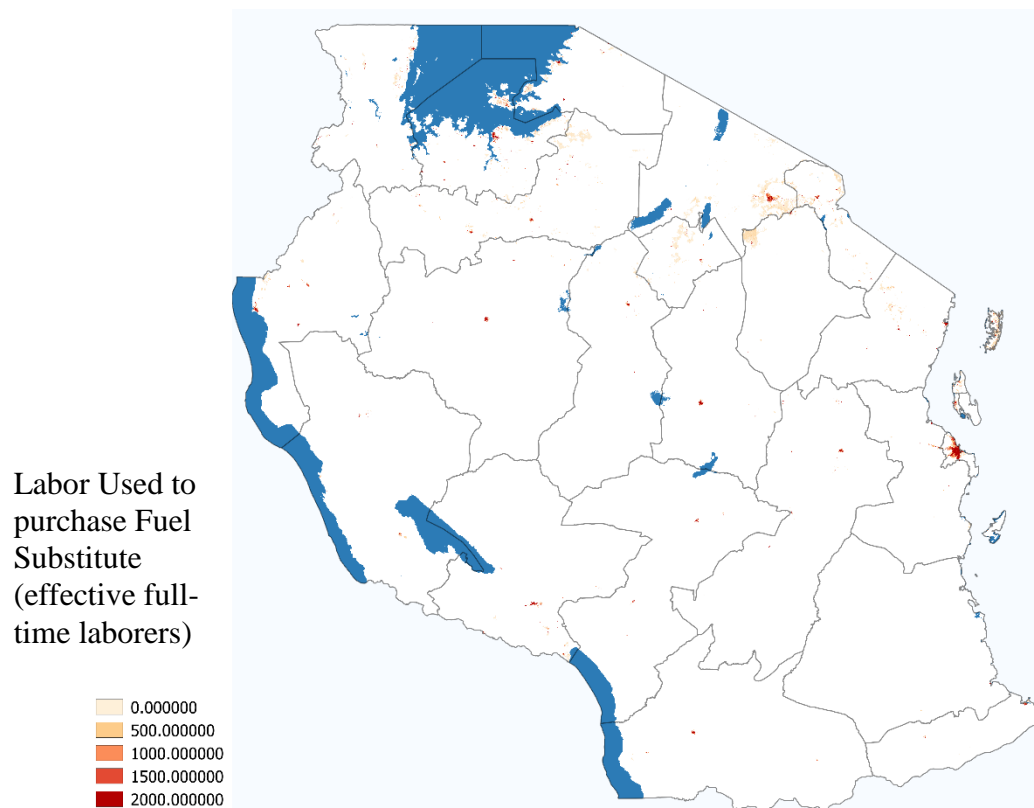 Labor Used to
purchase Fuel
Substitute
(effective full-
time laborers)
0.000000
500.000000
1000.000000
1500.000000
2000.000000